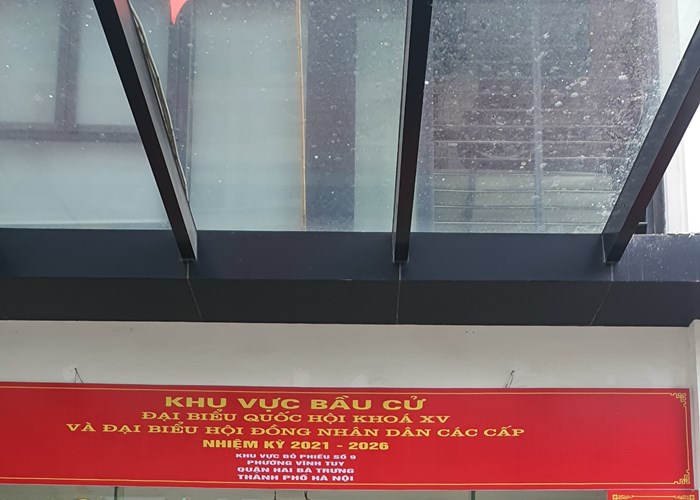 KHU VỰC BẦU CỬ
ĐẠI BIỂU QUỐC HỘI KHOÁ XV
VÀ ĐẠI BIỂU HỘI ĐỒNG NHÂN DÂN CÁC CẤP
NHIỆM KỲ 2021 - 2026
KHU VỰC BỎ PHIẾU SỐ 9
PHƯỜNG VĨNH TUY
QUẬN HAI BÀ TRƯNG
THÀNH PHỐ HÀ NỘI